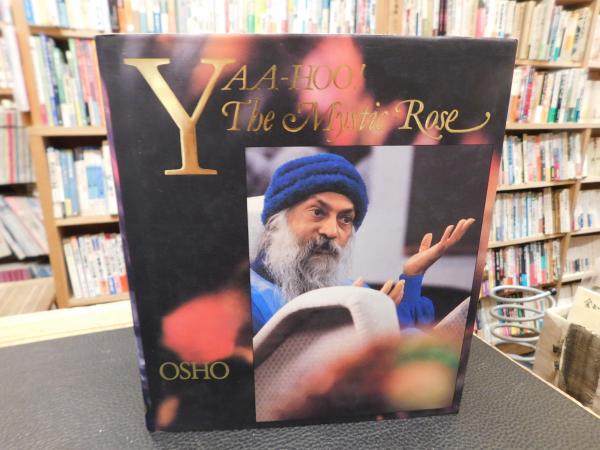 YAA-HOO!
The Mystic Rose
OSHO